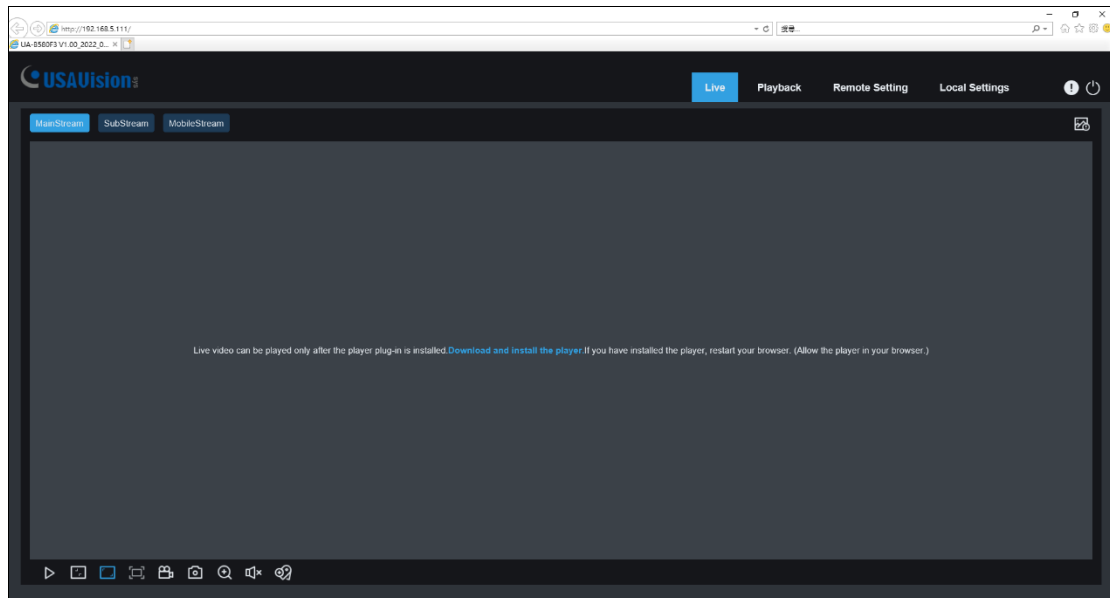 http://192.168.5.111/
搜尋...
UA-8580F3 V1.00_2022_0...
USAVision
Live
Playback
Remote Setting
Local Settings
MainStream
SubStream
MobileStream
Live video can be played only after the player plug-in is installed.Download and install the player.If you have installed the player, restart your browser. (Allow the player in your browser.)